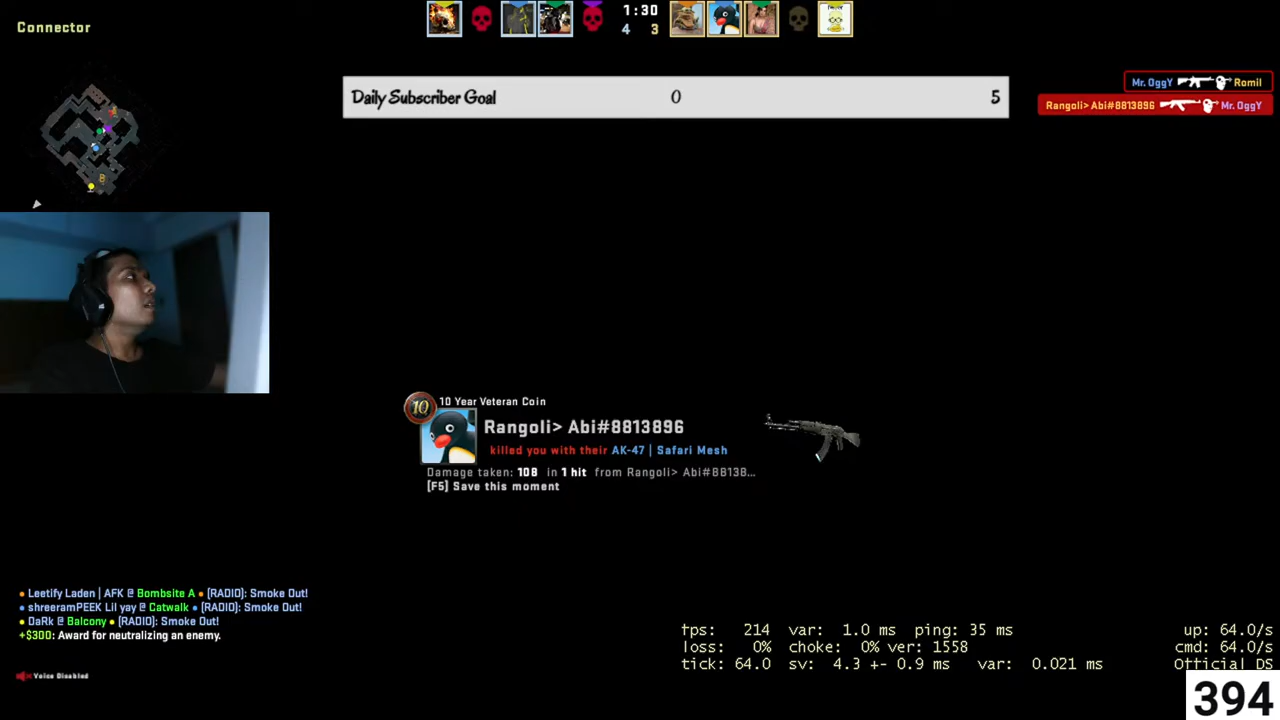 Connector
1:30
4 3
Daily Subscriber Goal 0 5
Mr. OggY Romil
Rangoli> Abi#8813896 Mr. OggY
B
10 10 Year Veteran Coin
Rangoli> Abi#8813896
killed you with their AK-47 | Safari Mesh
Damage taken: 108 in 1 hit from Rangoli> Abi#88138...
[F5] Save this moment
• Leetify Laden | AFK @ Bombsite A • (RADIO): Smoke Out!
• shreeramPEEK Lil yay @ Catwalk • (RADIO): Smoke Out!
• DaRk @ Balcony • (RADIO): Smoke Out!
+$300: Award for neutralizing an enemy.
Voice Disabled
fps: 214 var: 1.0 ms ping: 35 ms up: 64.0/s
loss: 0% choke: 0% ver: 1558 cmd: 64.0/s
tick: 64.0 sv: 4.3 +- 0.9 ms var: 0.021 ms Official DS
394